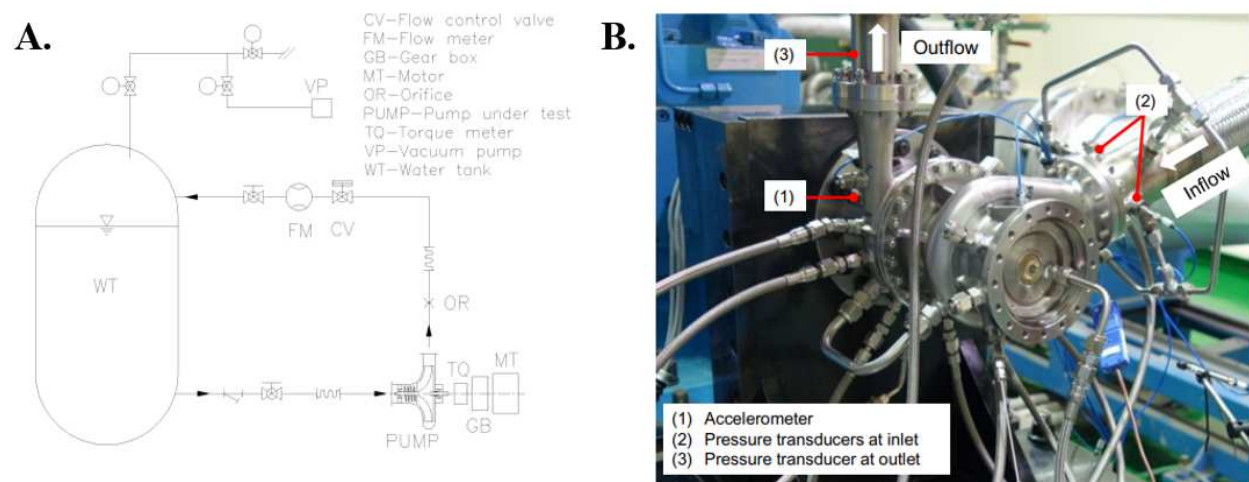 A.
CV–Flow control valve
FM–Flow meter
GB–Gear box
MT–Motor
OR–Orifice
PUMP–Pump under test
TQ–Torque meter
VP–Vacuum pump
WT–Water tank
VP
FM
CV
WT
OR
MT
TQ
GB
PUMP
B.
(3)
Outflow
(2)
Inflow
(1)
(1) Accelerometer
(2) Pressure transducers at inlet
(3) Pressure transducer at outlet